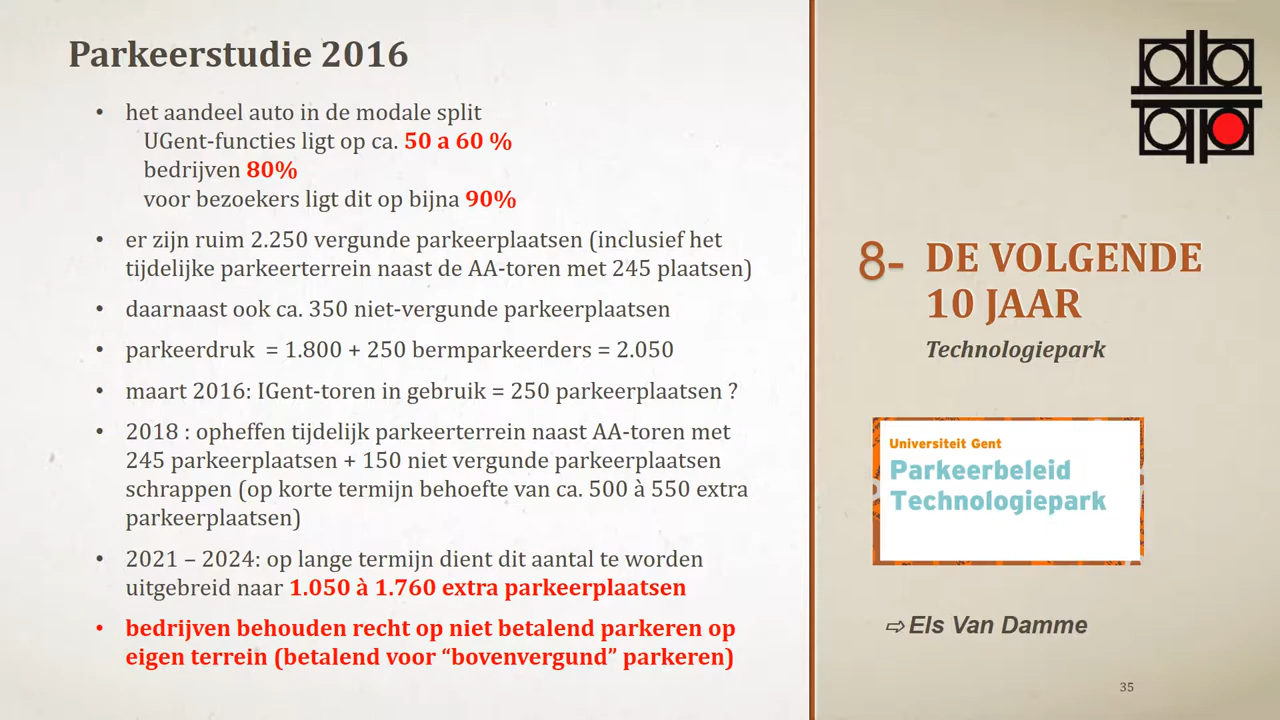 Parkeerstudie 2016
• het aandeel auto in de modale split
UGent-functies ligt op ca. 50 a 60 %
bedrijven 80%
voor bezoekers ligt dit op bijna 90%
• er zijn ruim 2.250 vergunde parkeerplaatsen (inclusief het
tijdelijke parkeerterrein naast de AA-toren met 245 plaatsen)
• daarnaast ook ca. 350 niet-vergunde parkeerplaatsen
• parkeerdruk = 1.800 + 250 bermparkeerders = 2.050
• maart 2016: IGent-toren in gebruik = 250 parkeerplaatsen ?
• 2018 : opheffen tijdelijk parkeerterrein naast AA-toren met
245 parkeerplaatsen + 150 niet vergunde parkeerplaatsen
schrappen (op korte termijn behoefte van ca. 500 à 550 extra
parkeerplaatsen)
• 2021 – 2024: op lange termijn dient dit aantal te worden
uitgebreid naar 1.050 à 1.760 extra parkeerplaatsen
• bedrijven behouden recht op niet betalend parkeren op
eigen terrein (betalend voor “bovenvergund” parkeren)
8- DE VOLGENDE
10 JAAR
Technologiepark
Universiteit Gent
Parkeerbeleid
Technologiepark
⇨ Els Van Damme
35